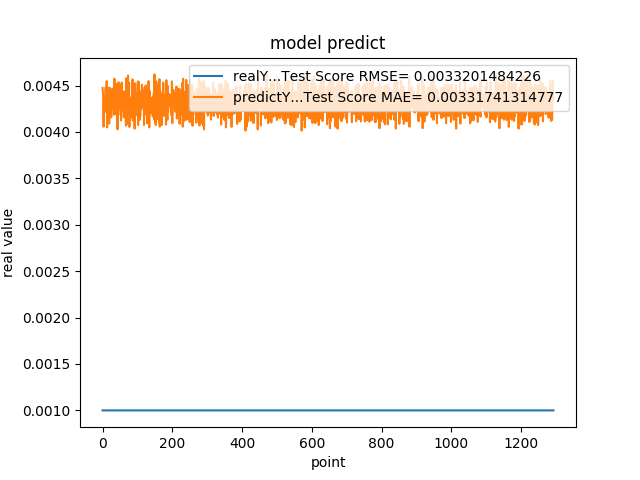 model predict
realY...Test Score RMSE= 0.0033201484226
predictY...Test Score MAE= 0.00331741314777
0.0045
0.0040
0.0035
0.0030
0.0025
0.0020
0.0015
0.0010
real value
0 200 400 600 800 1000 1200
point